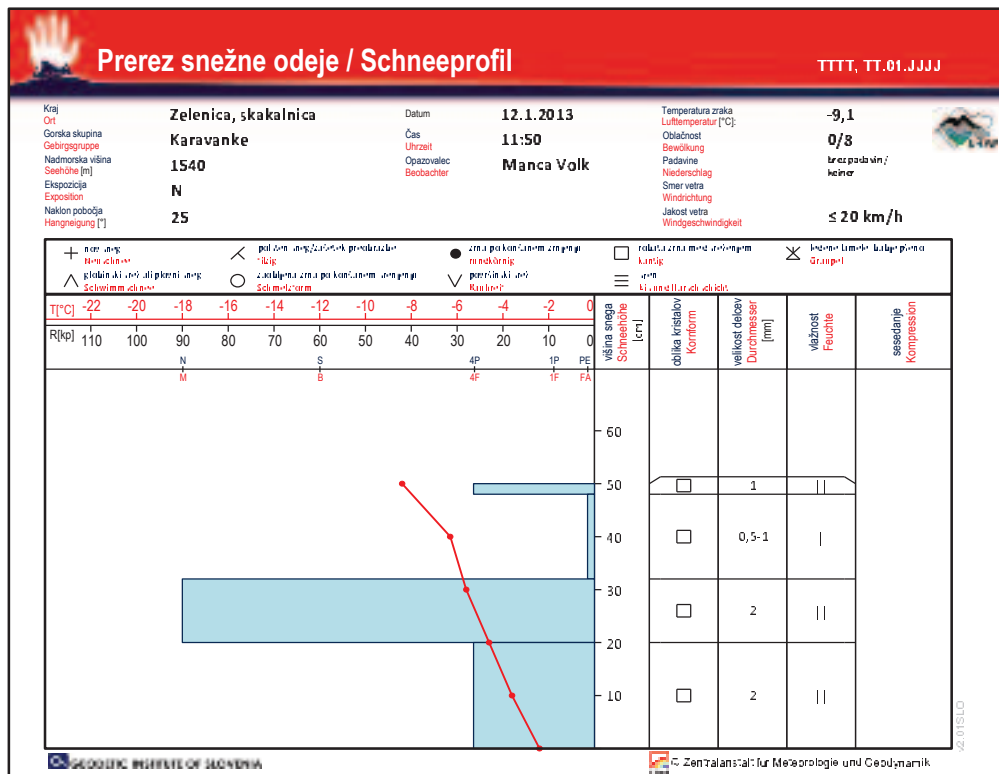 Prerez snežne odeje / Schneeprofil
TTTT, TT.01.JJJJ
Kraj
Ort
Zelenica, skakalnica
Gorska skupina
Gebirgsgruppe
Karavanke
Nadmorska višina
Seehöhe [m]
1540
Ekspozicija
Exposition
N
Naklon pobočja
Hangneigung [°]
25
Datum
12.1.2013
Čas
Uhrzeit
11:50
Opazovalec
Beobachter
Manca Volk
Temperatura zraka
Lufttemperatur [°C]:
-9,1
Oblačnost
Bewölkung
0/8
Padavine
Niederschlag
brez padavin /
keiner
Smer vetra
Windrichtung
Jakost vetra
Windgeschwindigkeit
≤ 20 km/h
nov sneg
Neuschnee
filzig
rundkörnig
kantig
Graupel
Schwimmschnee
Schmelzform
T[°C] -22 -20 -18 -16 -14 -12 -10 -8 -6 -4 -2 0
R[kp] 110 100 90 80 70 60 50 40 30 20 10 0
N S 4P 1P PE
M B 4F 1F FA
višina snega
Schneehöhe
[cm]
oblika kristalov
Kornform
velikost delcev
Durchmesser
[mm]
vlažnost
Feuchte
sesedanje
Kompression
60
50
1
||
40
0,5-1
|
30
2
||
20
10
2
||
v2.01SLO
GEODETIC INSTITUTE OF SLOVENIA
© Zentralanstalt für Meteorologie und Geodynamik